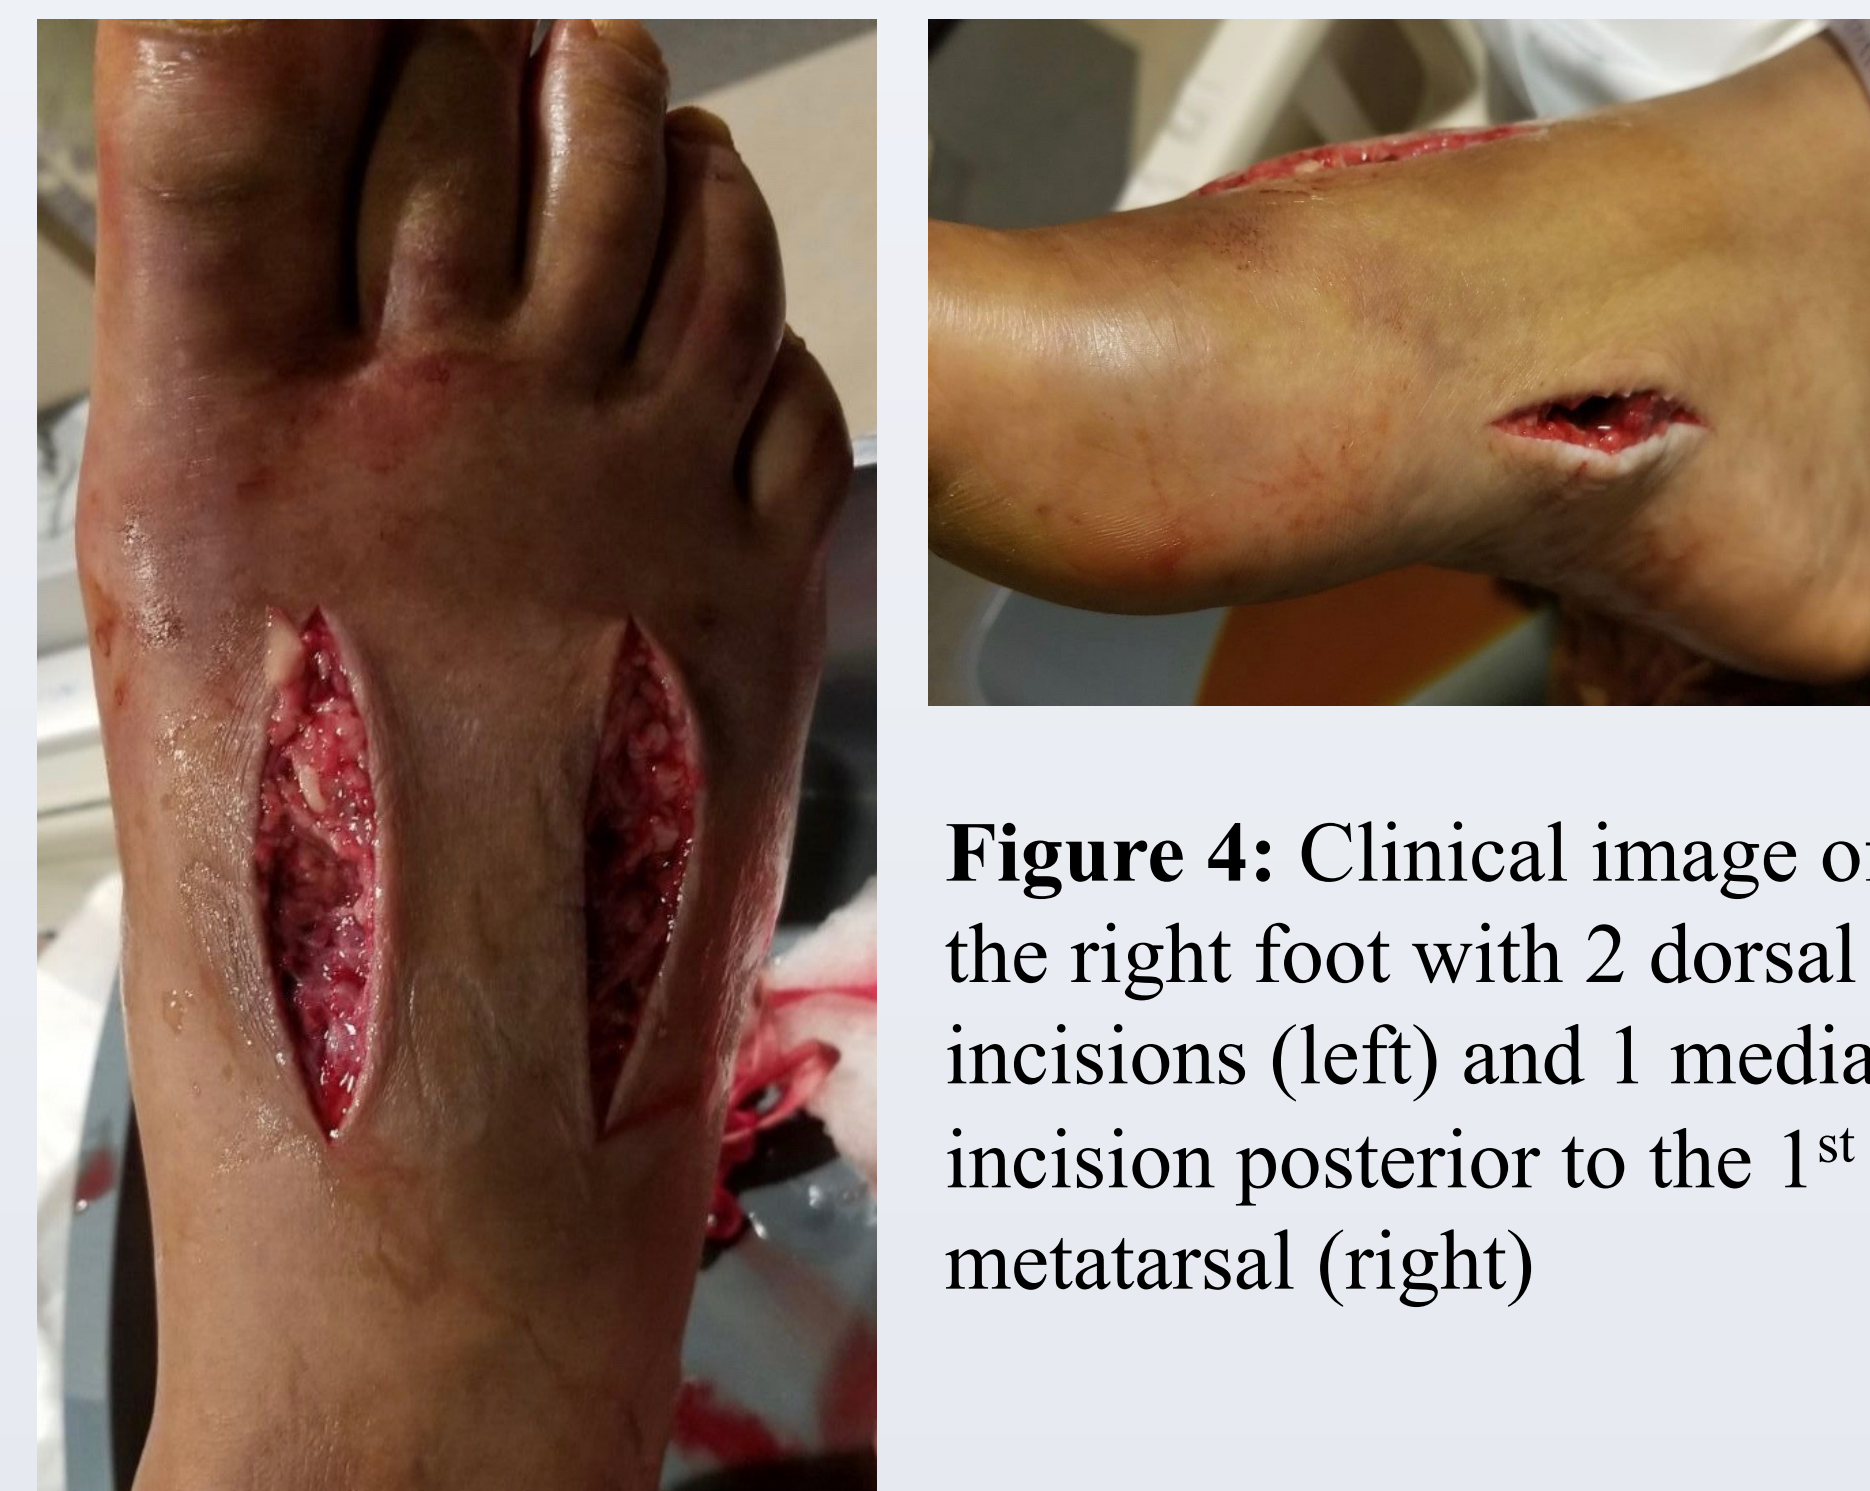 Figure 4: Clinical image of
the right foot with 2 dorsal
incisions (left) and 1 media
incision posterior to the 1st
metatarsal (right)